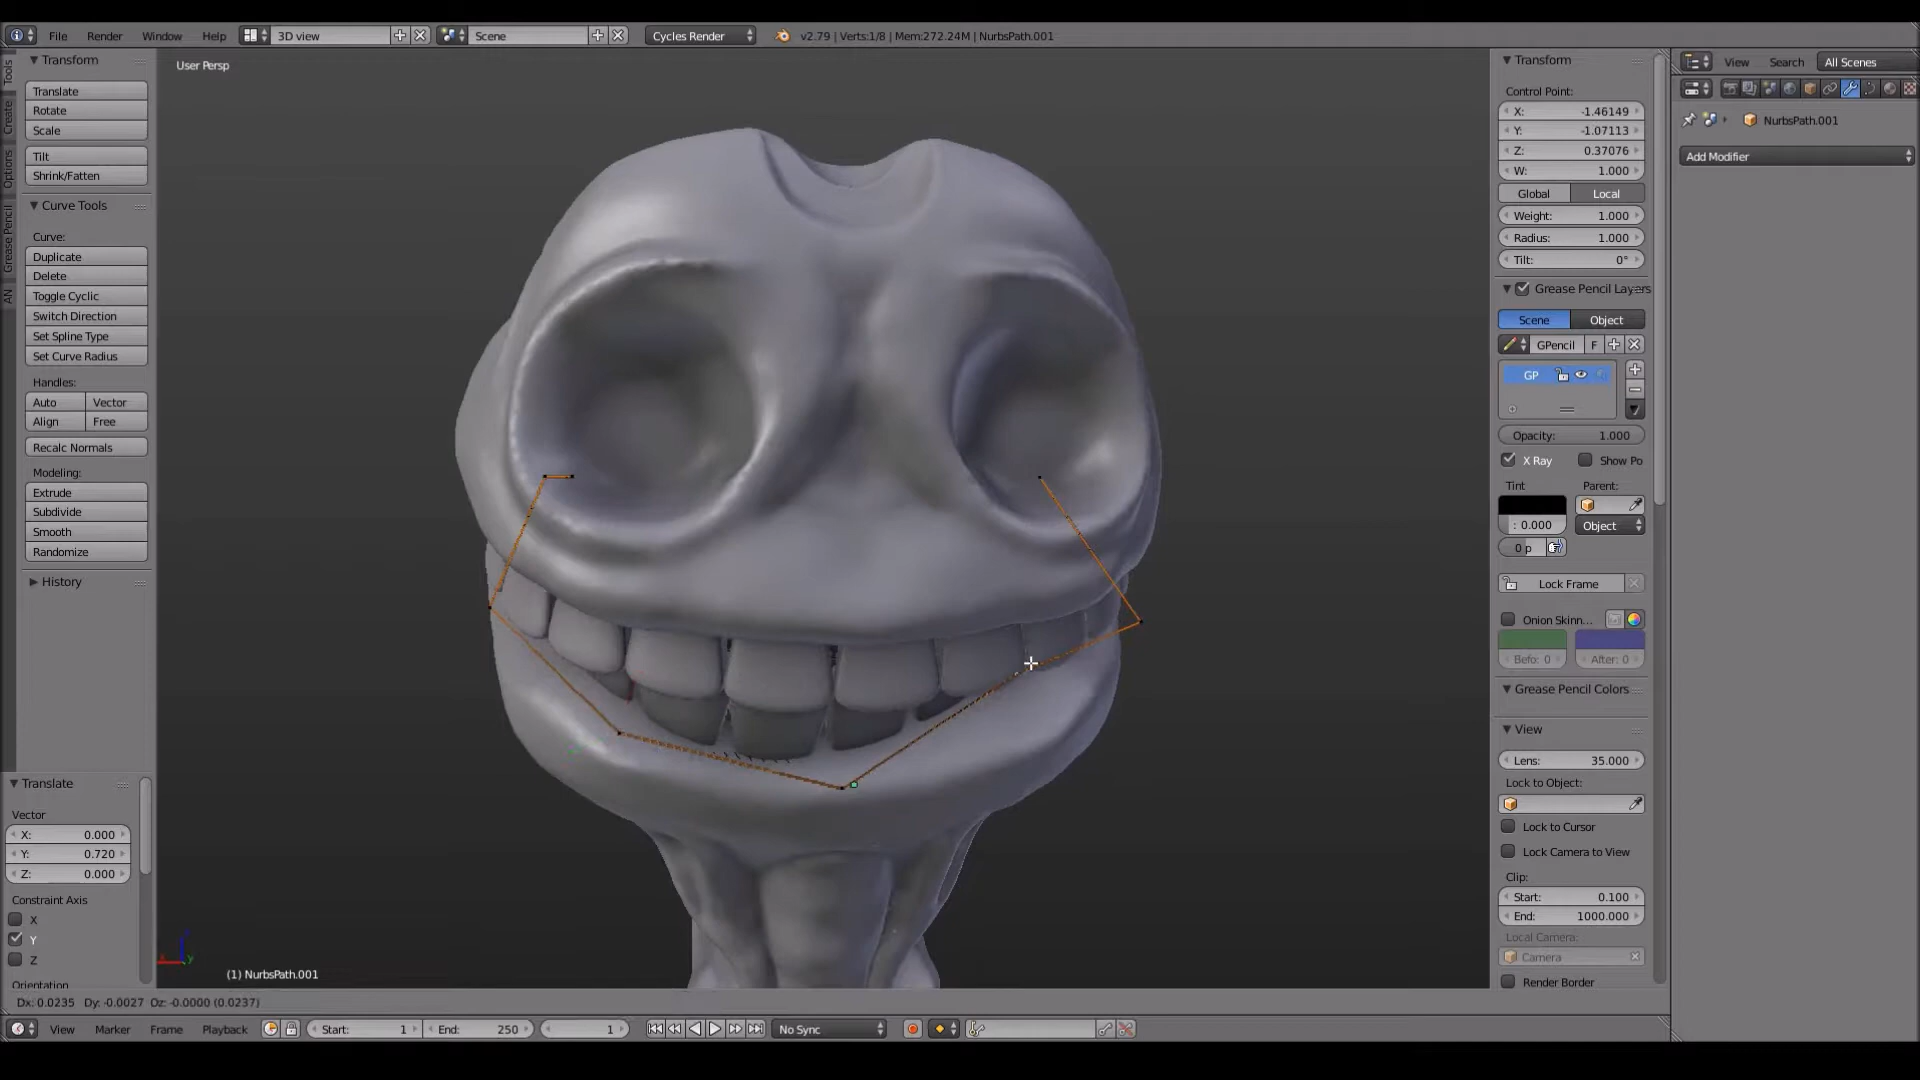 File Render Window Help 3D view Scene Cycles Render v2.79 | Verts:1/8 | Mem:272.24M | NurbsPath.001
Tools
Create
Options
Grease Pencil
AN
Transform
Translate
Rotate
Scale
Tilt
Shrink/Fatten
Curve Tools
Curve:
Duplicate
Delete
Toggle Cyclic
Switch Direction
Set Spline Type
Set Curve Radius
Handles:
Auto Vector
Align Free
Recalc Normals
Modeling:
Extrude
Subdivide
Smooth
Randomize
History
Translate
Vector
X: 0.000
Y: 0.720
Z: 0.000
Constraint Axis
X
Y
Z
Orientation
User Persp
(1) NurbsPath.001
Dx: 0.0235 Dy: -0.0027 Dz: -0.0000 (0.0237)
Transform
Control Point:
X: -1.46149
Y: -1.07113
Z: 0.37076
W: 1.000
Global Local
Weight: 1.000
Radius: 1.000
Tilt: 0°
Grease Pencil Layers
Scene Object
GPencil F
GP
Opacity: 1.000
X Ray Show Po
Tint Parent:
: 0.000 Object
0 p
Lock Frame
Onion Skinn...
Befo: 0 After: 0
Grease Pencil Colors
View
Lens: 35.000
Lock to Object:
Lock to Cursor
Lock Camera to View
Clip:
Start: 0.100
End: 1000.000
Local Camera:
Camera
Render Border
View Search All Scenes
NurbsPath.001
Add Modifier
View Marker Frame Playback Start: 1 End: 250 1 No Sync